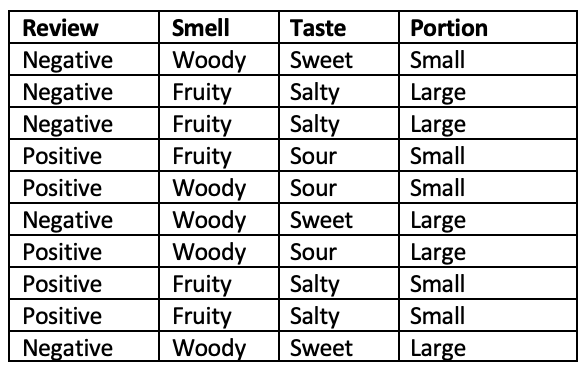 Review Smell Taste Portion
Negative Woody Sweet Small
Negative Fruity Salty Large
Negative Fruity Salty Large
Positive Fruity Sour Small
Positive Woody Sour Small
Negative Woody Sweet Large
Positive Woody Sour Large
Positive Fruity Salty Small
Positive Fruity Salty Small
Negative Woody Sweet Large